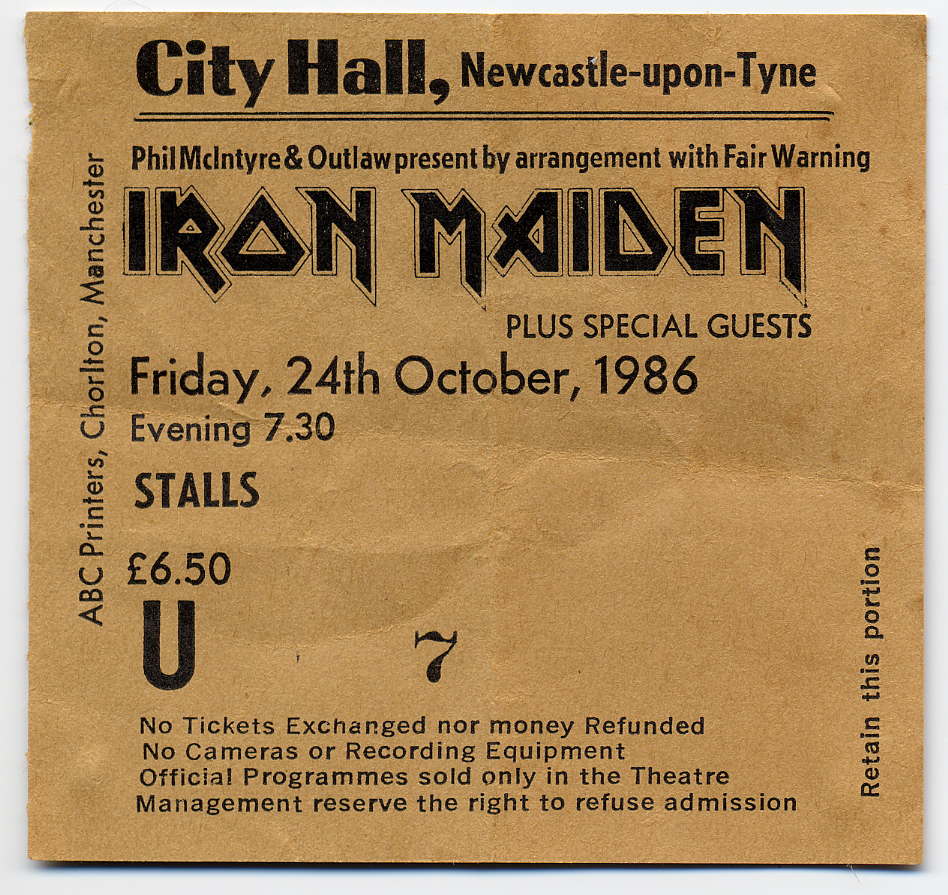 City Hall, Newcastle-upon-Tyne
Phil McIntyre & Outlaw present by arrangement with Fair Warning
IRON MAIDEN
PLUS SPECIAL GUESTS
Friday, 24th October, 1986
Evening 7.30
STALLS
£6.50
U 7
No Tickets Exchanged nor money Refunded
No Cameras or Recording Equipment
Official Programmes sold only in the Theatre
Management reserve the right to refuse admission
ABC Printers, Chorlton, Manchester
Retain this portion